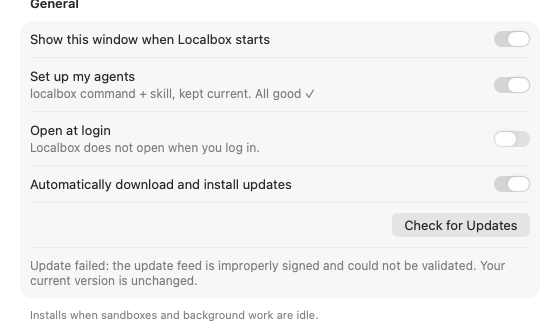 General
Show this window when Localbox starts
Set up my agents
localbox command + skill, kept current. All good ✓
Open at login
Localbox does not open when you log in.
Automatically download and install updates
Check for Updates
Update failed: the update feed is improperly signed and could not be validated. Your
current version is unchanged.
Installs when sandboxes and background work are idle.